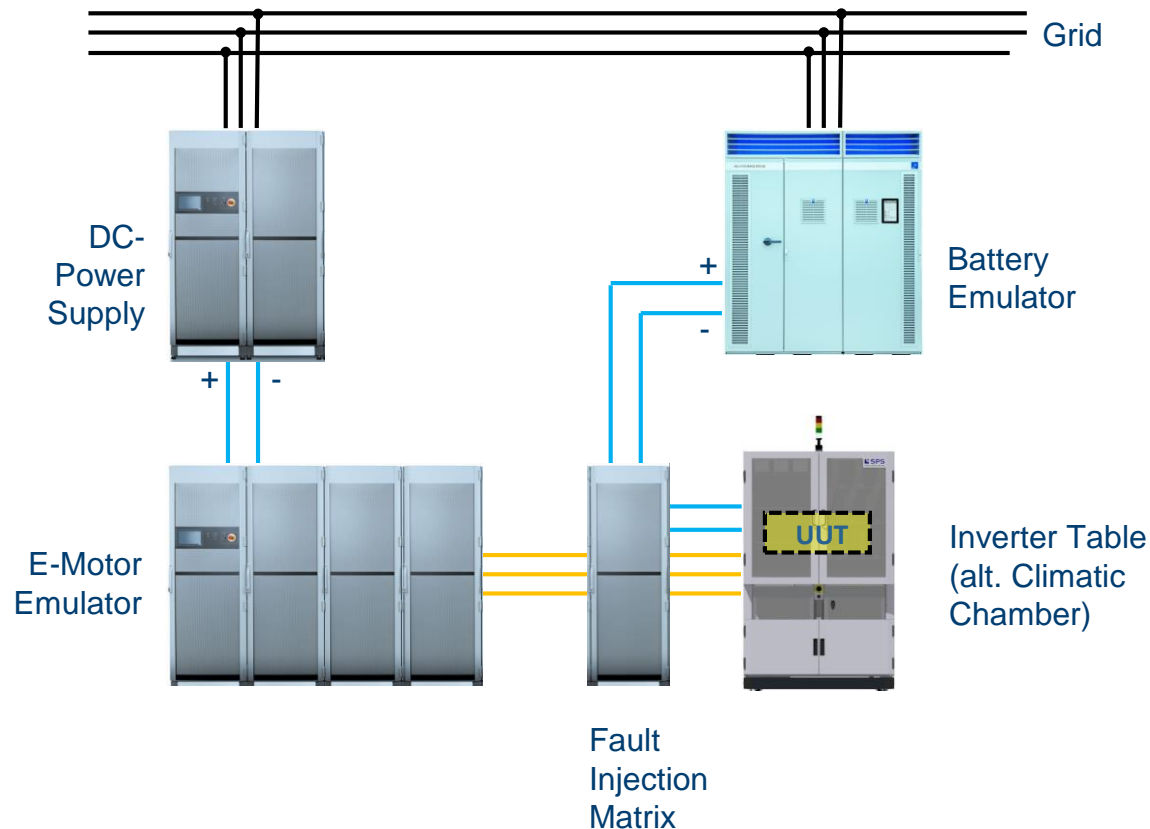 Grid
DC-
Power
Supply
+
-
+
-
Battery
Emulator
SPS
UUT
E-Motor
Emulator
Inverter Table
(alt. Climatic
Chamber)
Fault
Injection
Matrix